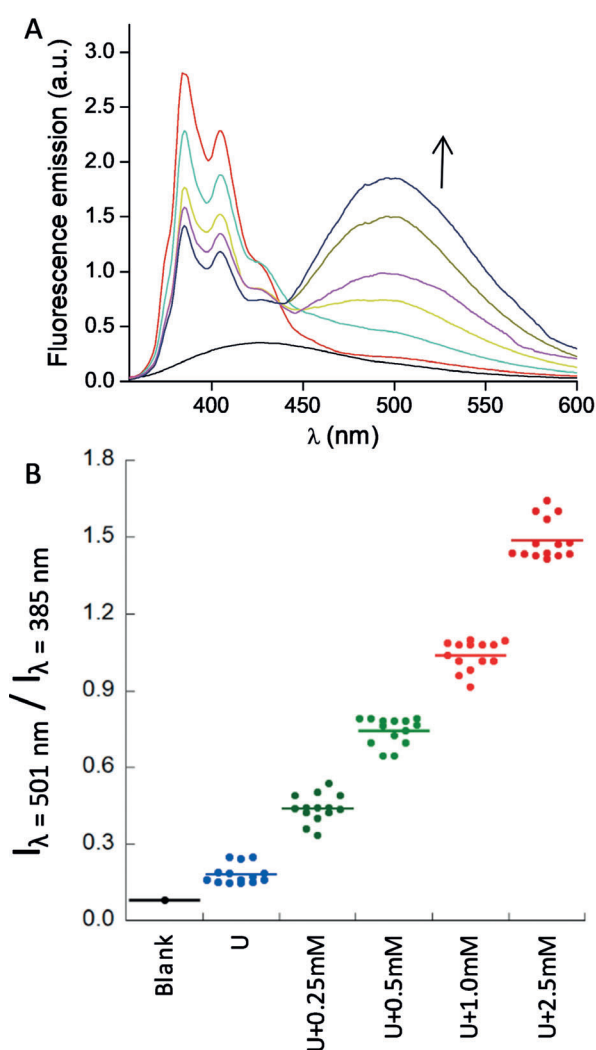 A
Fluorescence emission (a.u.)
3.0
2.5
2.0
1.5
1.0
0.5
0.0
400
450
500
550
600
λ (nm)
B
Iλ = 501 nm / Iλ = 385 nm
1.8
1.5
1.2
0.9
0.6
0.3
0.0
Blank
U
U+0.25mM
U+0.5mM
U+1.0mM
U+2.5mM